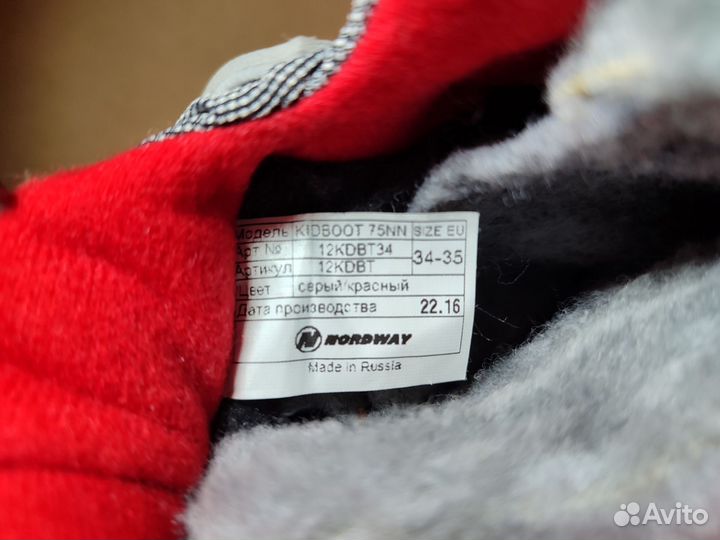 Модель KIDBOOT 75NN SIZE EU
Арт № 12KDBT34 34-35
Артикул 12KDBT
Цвет серый/красный
Дата производства 22.16
NORDWAY
Made in Russia
Avito